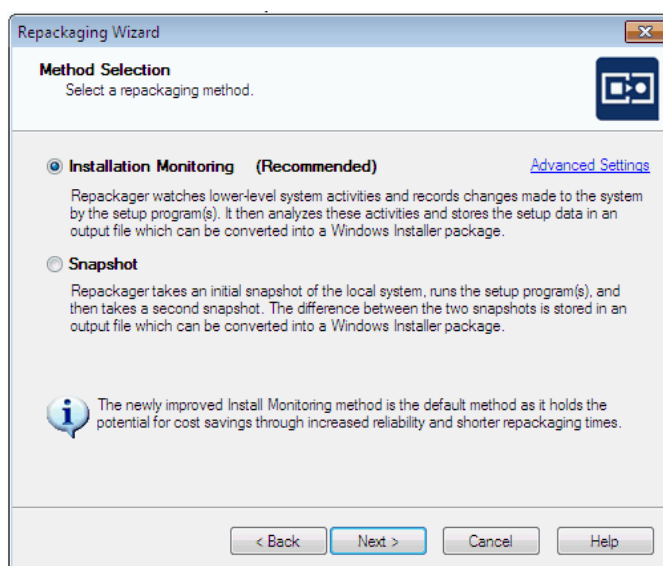 Repackaging Wizard
Method Selection
Select a repackaging method.
Installation Monitoring (Recommended)
Advanced Settings
Repackager watches lower-level system activities and records changes made to the system
by the setup program(s). It then analyzes these activities and stores the setup data in an
output file which can be converted into a Windows Installer package.
Snapshot
Repackager takes an initial snapshot of the local system, runs the setup program(s), and
then takes a second snapshot. The difference between the two snapshots is stored in an
output file which can be converted into a Windows Installer package.
The newly improved Install Monitoring method is the default method as it holds the
potential for cost savings through increased reliability and shorter repackaging times.
< Back
Next >
Cancel
Help